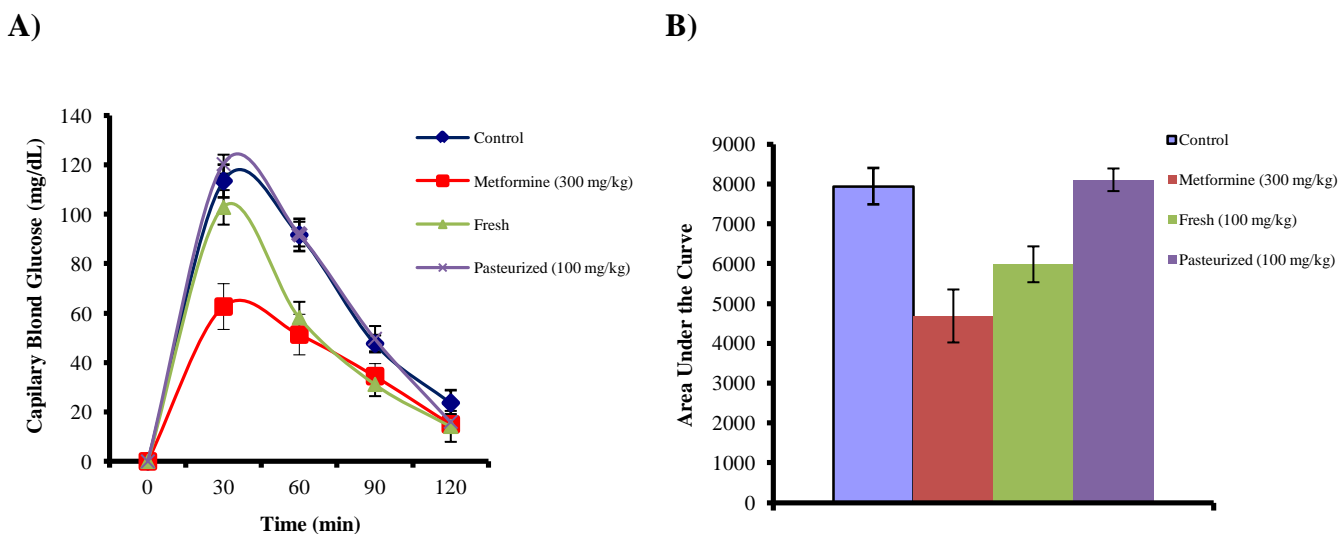 A)
B)
Capilary Blond Glucose (mg/dL)
140
120
100
80
60
40
20
0
0 30 60 90 120
Time (min)
Control
Metformine (300 mg/kg)
Fresh
Pasteurized (100 mg/kg)
Area Under the Curve
9000
8000
7000
6000
5000
4000
3000
2000
1000
0
Control
Metformine (300 mg/kg)
Fresh (100 mg/kg)
Pasteurized (100 mg/kg)